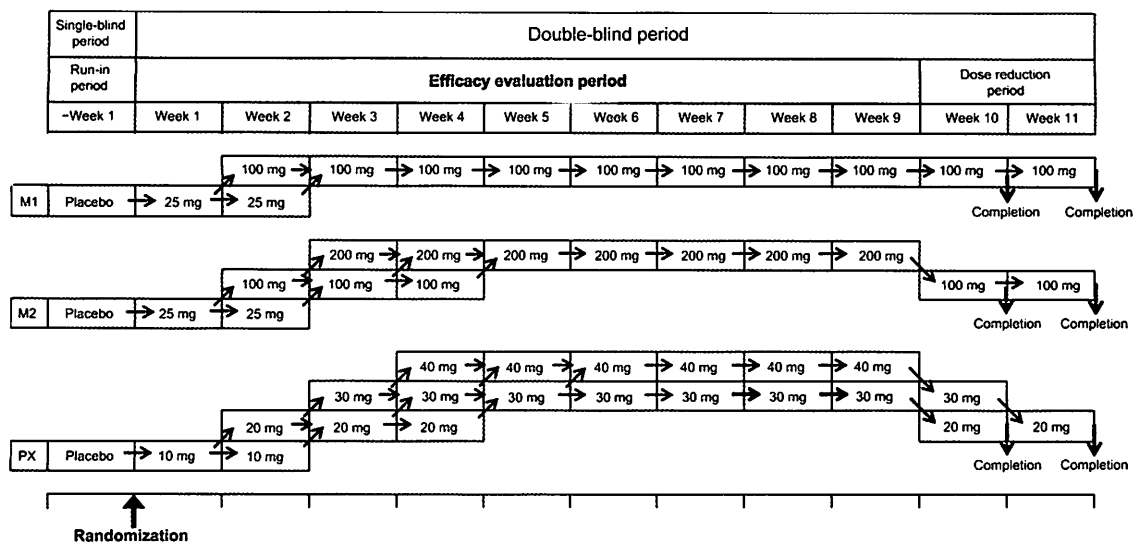 Single-blind
period
Double-blind period
Run-in
period
Efficacy evaluation period
Dose reduction
period
−Week 1 Week 1 Week 2 Week 3 Week 4 Week 5 Week 6 Week 7 Week 8 Week 9 Week 10 Week 11
100 mg 100 mg 100 mg 100 mg 100 mg 100 mg 100 mg 100 mg 100 mg 100 mg
M1 Placebo 25 mg 25 mg
Completion Completion
200 mg 200 mg 200 mg 200 mg 200 mg 200 mg 200 mg
100 mg 100 mg 100 mg 100 mg 100 mg
M2 Placebo 25 mg 25 mg
Completion Completion
40 mg 40 mg 40 mg 40 mg 40 mg 40 mg
30 mg 30 mg 30 mg 30 mg 30 mg 30 mg 30 mg 30 mg
20 mg 20 mg 20 mg 20 mg 20 mg
PX Placebo 10 mg 10 mg
Completion Completion
Randomization